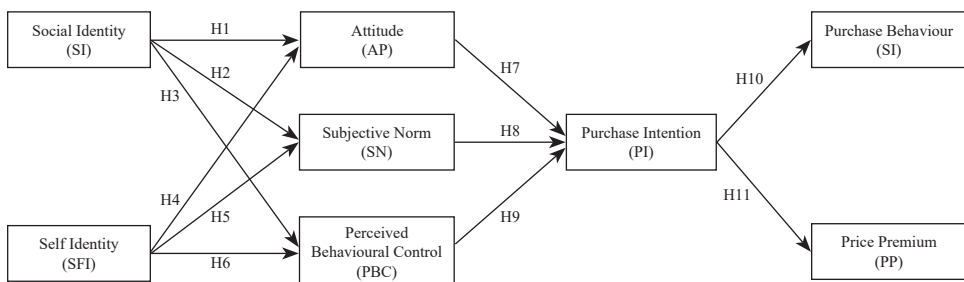 Social Identity
(SI)
H1
Attitude
(AP)
Purchase Behaviour
(SI)
H2
H3
H7
H10
Subjective Norm
(SN)
H8
Purchase Intention
(PI)
H4
H5
H9
H11
Self Identity
(SFI)
H6
Perceived
Behavioural Control
(PBC)
Price Premium
(PP)